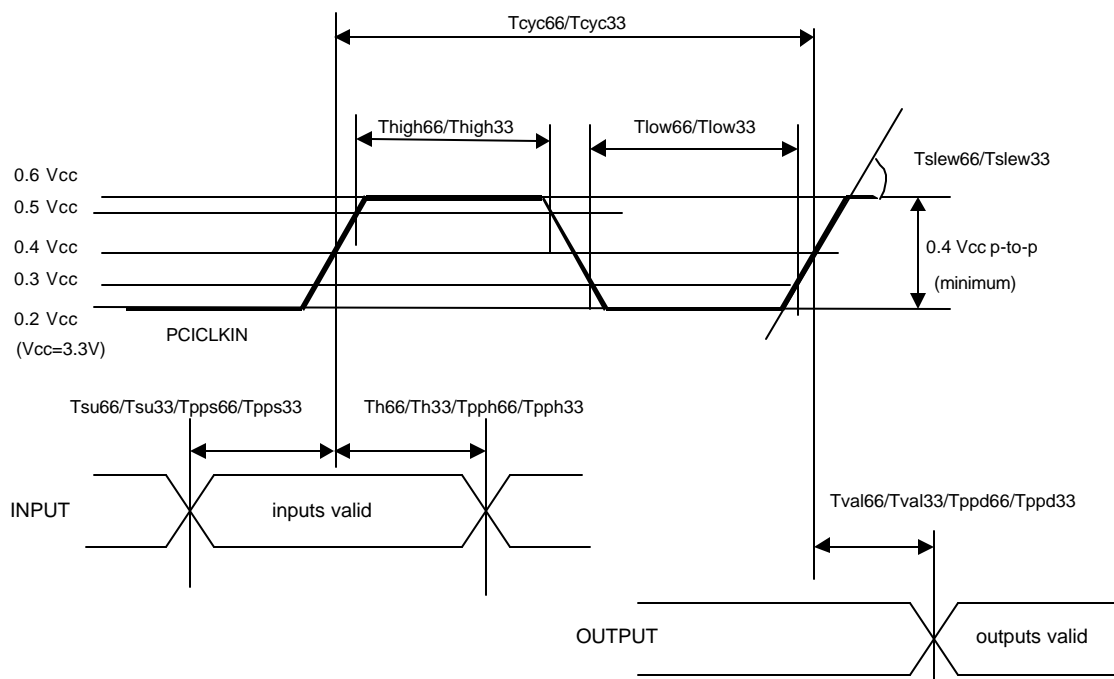 Tcyc66/Tcyc33
Thigh66/Thigh33
Tlow66/Tlow33
Tslew66/Tslew33
0.6 Vcc
0.5 Vcc
0.4 Vcc
0.4 Vcc p-to-p
(minimum)
0.3 Vcc
0.2 Vcc
(Vcc=3.3V)
PCICLKIN
Tsu66/Tsu33/Tpps66/Tpps33
Th66/Th33/Tpph66/Tpph33
INPUT
inputs valid
Tval66/Tval33/Tppd66/Tppd33
OUTPUT
outputs valid